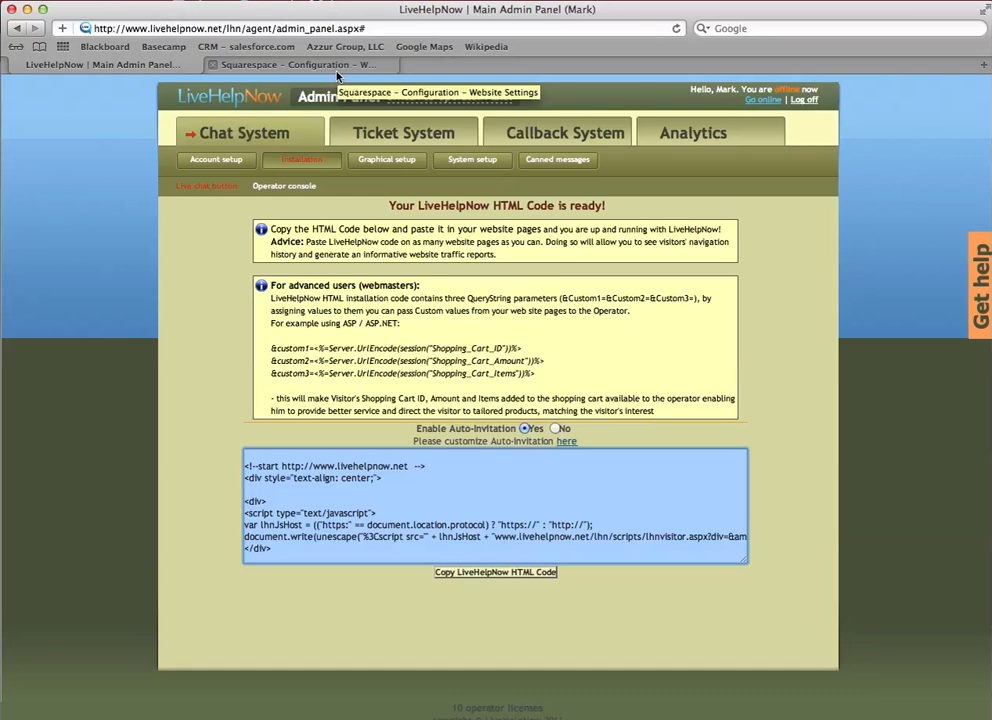 LiveHelpNow | Main Admin Panel (Mark)
http://www.livehelpnow.net/lhn/agent/admin_panel.aspx#
Google
Blackboard Basecamp CRM – salesforce.com Azzur Group, LLC Google Maps Wikipedia
LiveHelpNow | Main Admin Panel... Squarespace – Configuration – W...
Squarespace – Configuration – Website Settings
LiveHelpNow Admin Panel
Hello, Mark. You are offline now
Go online | Log off
Chat System Ticket System Callback System Analytics
Account setup Installation Graphical setup System setup Canned messages
Live chat button Operator console
Your LiveHelpNow HTML Code is ready!
Copy the HTML Code below and paste it in your website pages and you are up and running with LiveHelpNow!
Advice: Paste LiveHelpNow code on as many website pages as you can. Doing so will allow you to see visitors' navigation
history and generate an informative website traffic reports.
Get help
For advanced users (webmasters):
LiveHelpNow HTML installation code contains three QueryString parameters (&Custom1=&Custom2=&Custom3=), by
assigning values to them you can pass Custom values from your web site pages to the Operator.
For example using ASP / ASP.NET:
&custom1=<%=Server.UrlEncode(session("Shopping_Cart_ID"))%>
&custom2=<%=Server.UrlEncode(session("Shopping_Cart_Amount"))%>
&custom3=<%=Server.UrlEncode(session("Shopping_Cart_Items"))%>
- this will make Visitor's Shopping Cart ID, Amount and Items added to the shopping cart available to the operator enabling
him to provide better service and direct the visitor to tailored products, matching the visitor's interest
Enable Auto-Invitation Yes No
Please customize Auto-Invitation here
<!--start http://www.livehelpnow.net -->
<div style="text-align: center;">
<div>
<script type="text/javascript">
var lhnJsHost = (("https:" == document.location.protocol) ? "https://" : "http://");
document.write(unescape("%3Cscript src='" + lhnJsHost + "www.livehelpnow.net/lhn/scripts/lhnvisitor.aspx?div=&am
</div>
Copy LiveHelpNow HTML Code
10 operator licenses